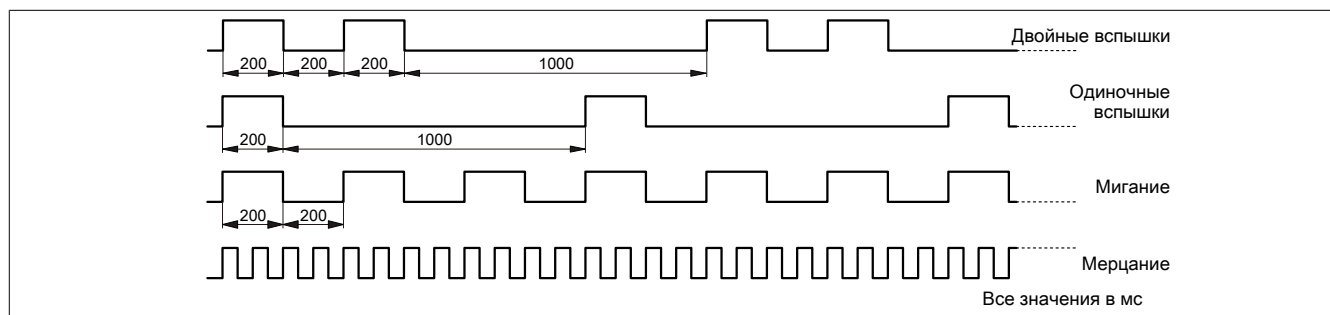 Двойные вспышки
200 200 200 1000
Одиночные
вспышки
200 1000
Мигание
200 200
Мерцание
Все значения в мс